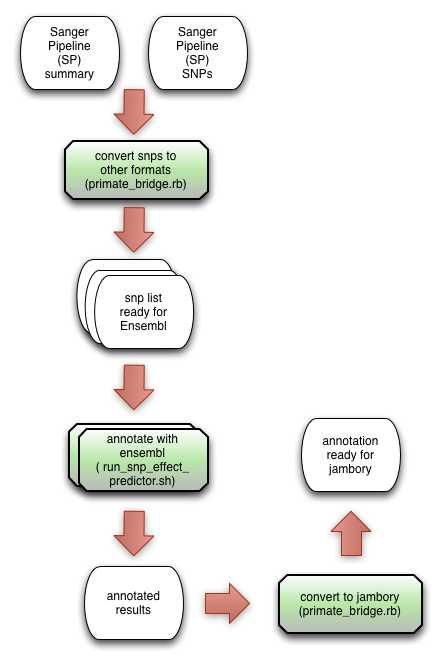 Sanger
Pipeline
(SP)
summary
Sanger
Pipeline
(SP)
SNPs
convert snps to
other formats
(primate_bridge.rb)
snp list
ready for
Ensembl
annotate with
ensembl
( run_snp_effect_
predictor.sh)
annotated
results
convert to jambory
(primate_bridge.rb)
annotation
ready for
jambory